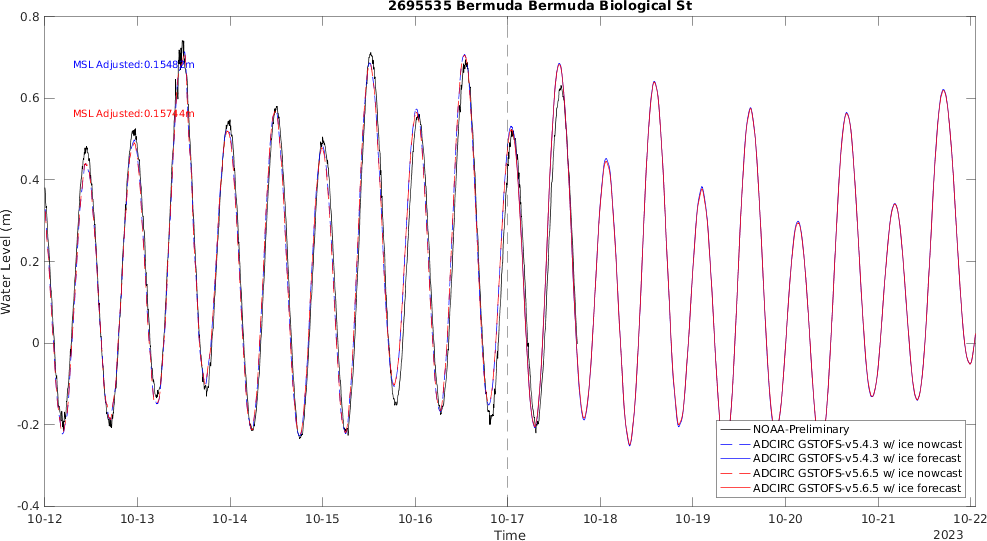 2695535 Bermuda Bermuda Biological St
0.8
MSL Adjusted:0.1548 m
MSL Adjusted:0.15744m
0.6
0.4
0.2
0
-0.2
-0.4
Water Level (m)
NOAA-Preliminary
ADCIRC GSTOFS-v5.4.3 w/ ice nowcast
ADCIRC GSTOFS-v5.4.3 w/ ice forecast
ADCIRC GSTOFS-v5.6.5 w/ ice nowcast
ADCIRC GSTOFS-v5.6.5 w/ ice forecast
10-12 10-13 10-14 10-15 10-16 10-17 10-18 10-19 10-20 10-21 10-22
Time
2023